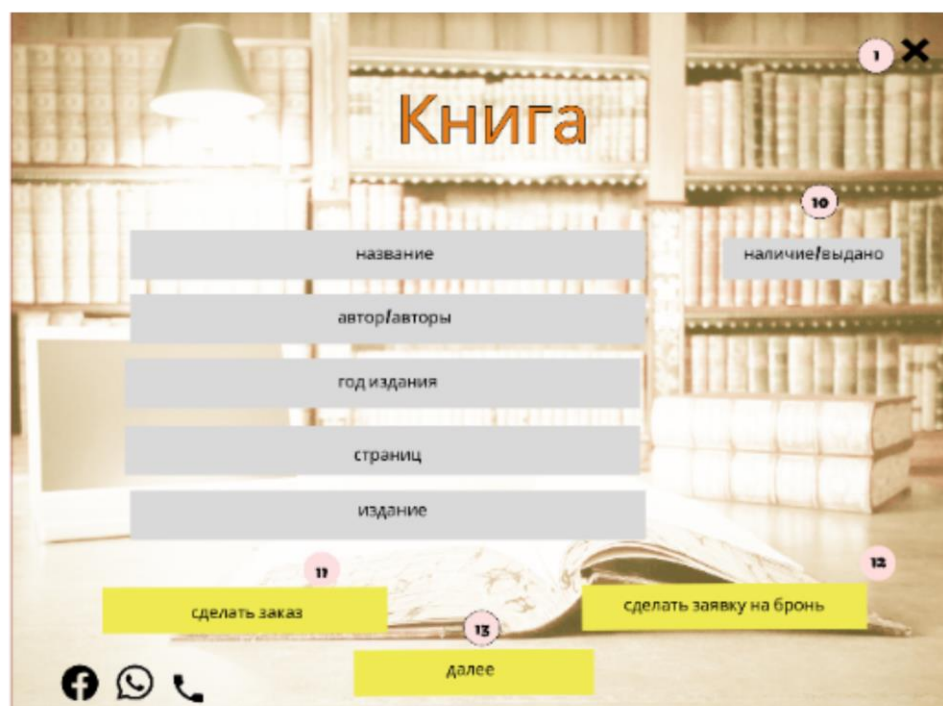 1
Книга
10
название
наличие/выдано
автор/авторы
год издания
страниц
издание
11
12
сделать заказ
сделать заявку на бронь
13
далее